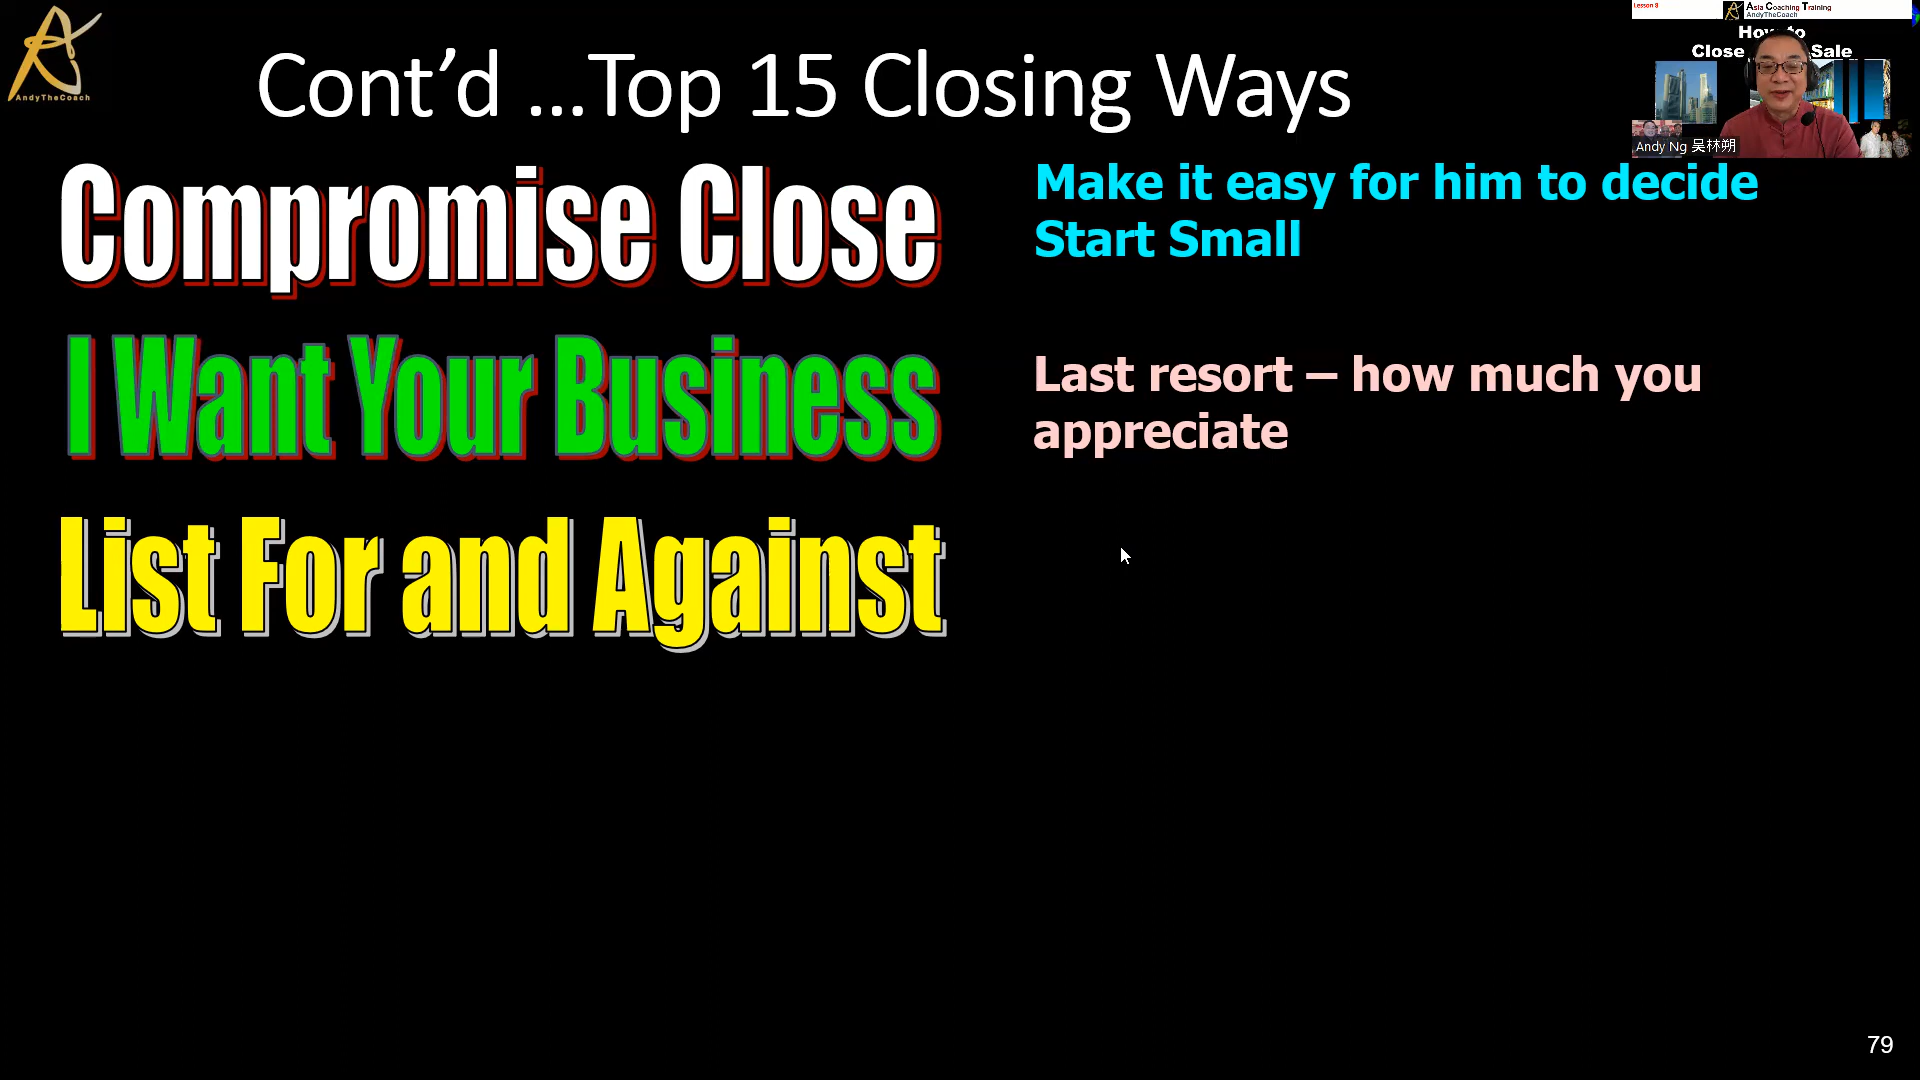 AndyTheCoach
Cont’d …Top 15 Closing Ways
Lesson 8
Asia Coaching Training
AndyTheCoach
How to
Close Sale
Andy Ng 吴林朔
Compromise Close
Make it easy for him to decide
Start Small
I Want Your Business
Last resort – how much you
appreciate
List For and Against
79